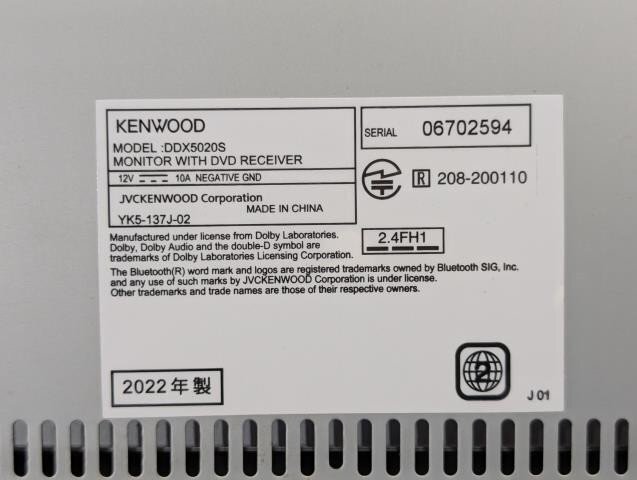 KENWOOD
MODEL :DDX5020S
MONITOR WITH DVD RECEIVER
12V 10A NEGATIVE GND
JVCKENWOOD Corporation
MADE IN CHINA
YK5-137J-02
SERIAL 06702594
R 208-200110
2.4FH1
Manufactured under license from Dolby Laboratories.
Dolby, Dolby Audio and the double-D symbol are
trademarks of Dolby Laboratories Licensing Corporation.
The Bluetooth(R) word mark and logos are registered trademarks owned by Bluetooth SIG, Inc.
and any use of such marks by JVCKENWOOD Corporation is under license.
Other trademarks and trade names are those of their respective owners.
2022年製
2
J 01